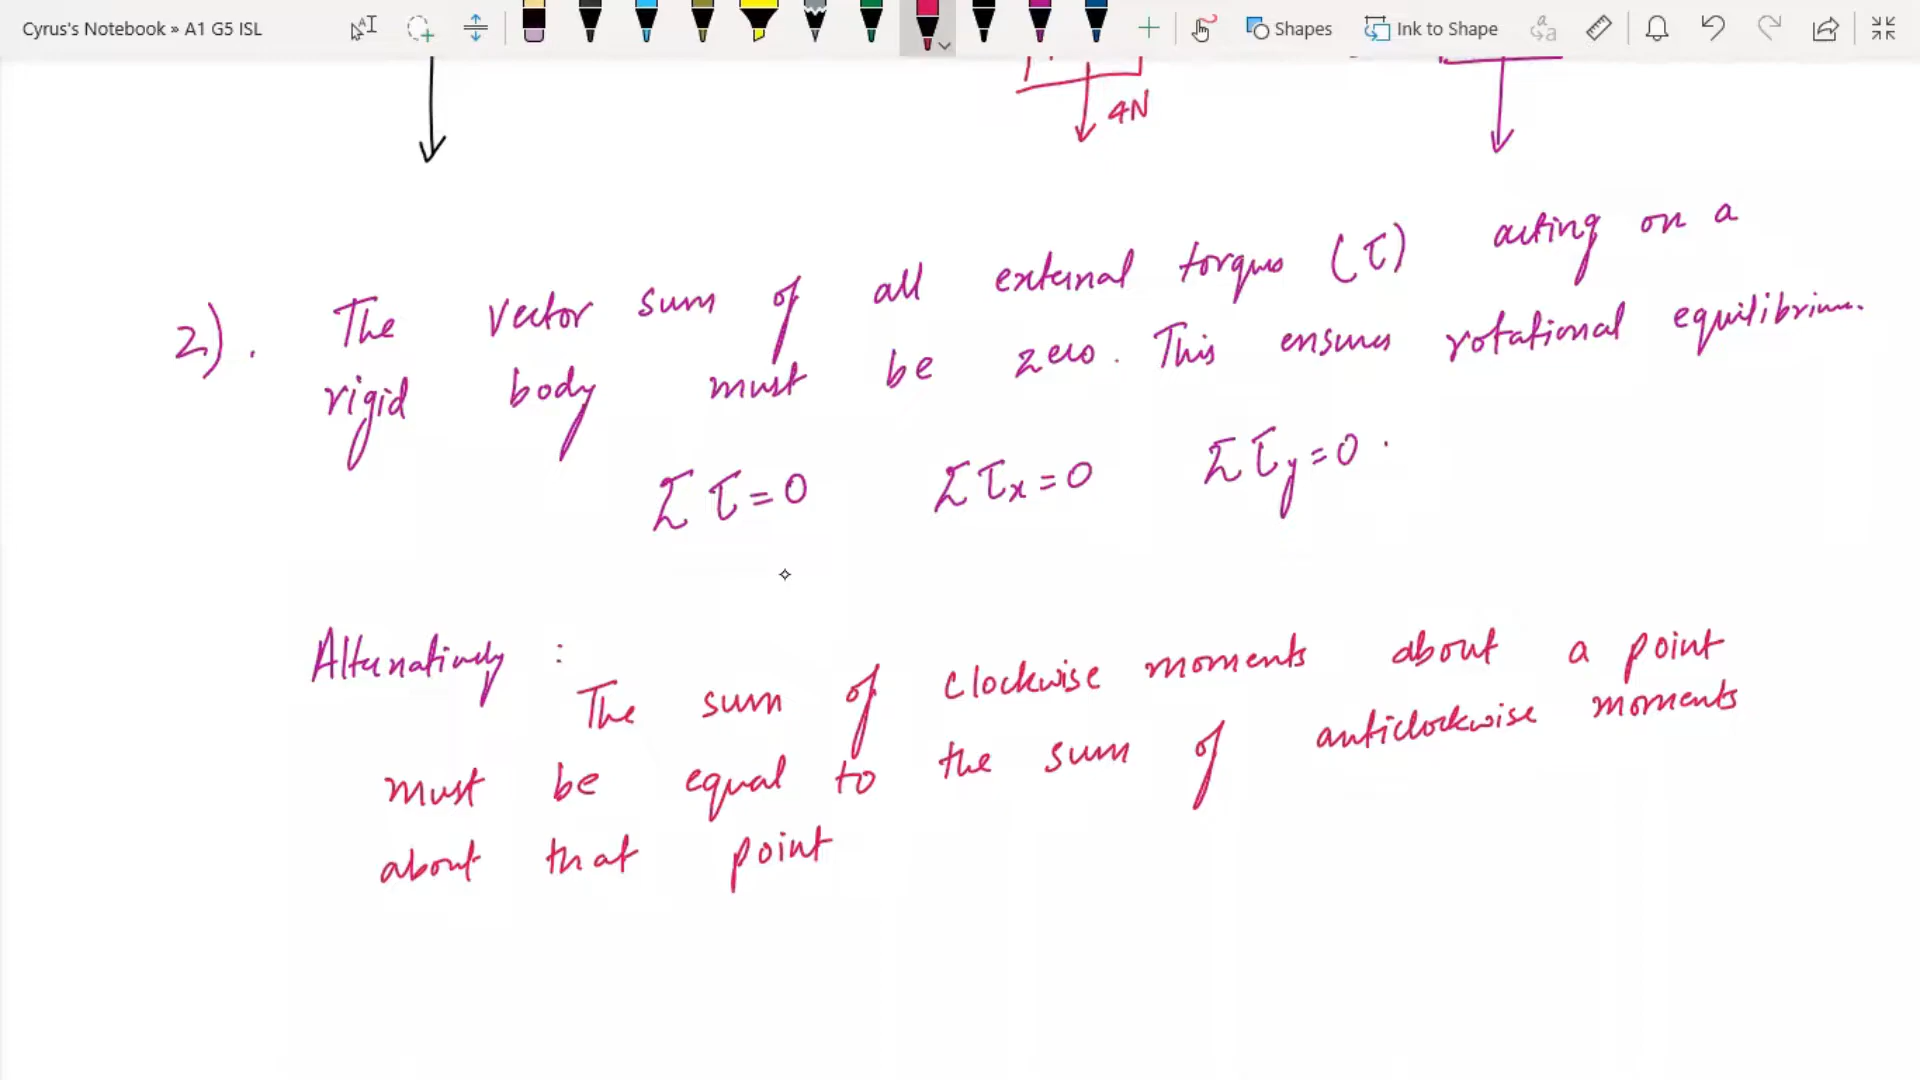 Cyrus's Notebook » A1 G5 ISL
Shapes
Ink to Shape
4N
2). The vector sum of all external torques (τ) acting on a
rigid body must be zero. This ensures rotational equilibrium.
Στ=0 Στx=0 Στy=0.
Alternatively :
The sum of clockwise moments about a point
must be equal to the sum of anticlockwise moments
about that point